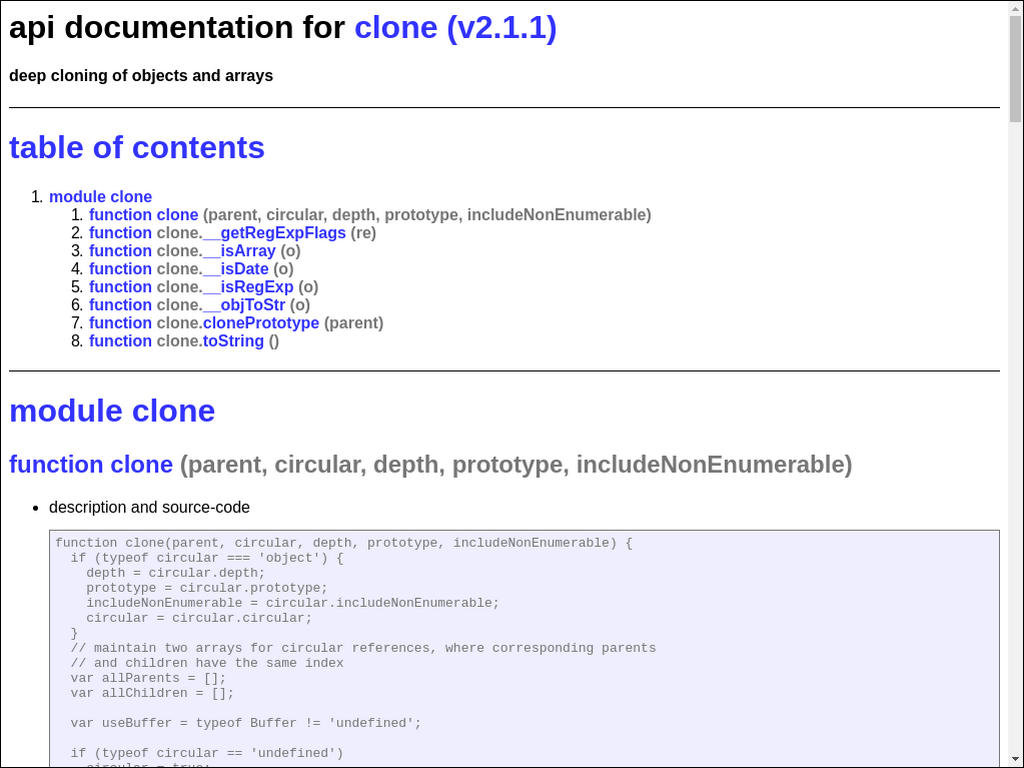 api documentation for clone (v2.1.1)
deep cloning of objects and arrays
table of contents
1. module clone
1. function clone (parent, circular, depth, prototype, includeNonEnumerable)
2. function clone.__getRegExpFlags (re)
3. function clone.__isArray (o)
4. function clone.__isDate (o)
5. function clone.__isRegExp (o)
6. function clone.__objToStr (o)
7. function clone.clonePrototype (parent)
8. function clone.toString ()
module clone
function clone (parent, circular, depth, prototype, includeNonEnumerable)
• description and source-code
function clone(parent, circular, depth, prototype, includeNonEnumerable) {
  if (typeof circular === 'object') {
    depth = circular.depth;
    prototype = circular.prototype;
    includeNonEnumerable = circular.includeNonEnumerable;
    circular = circular.circular;
  }
  // maintain two arrays for circular references, where corresponding parents
  // and children have the same index
  var allParents = [];
  var allChildren = [];
  var useBuffer = typeof Buffer != 'undefined';
  if (typeof circular == 'undefined')
    circular = true;